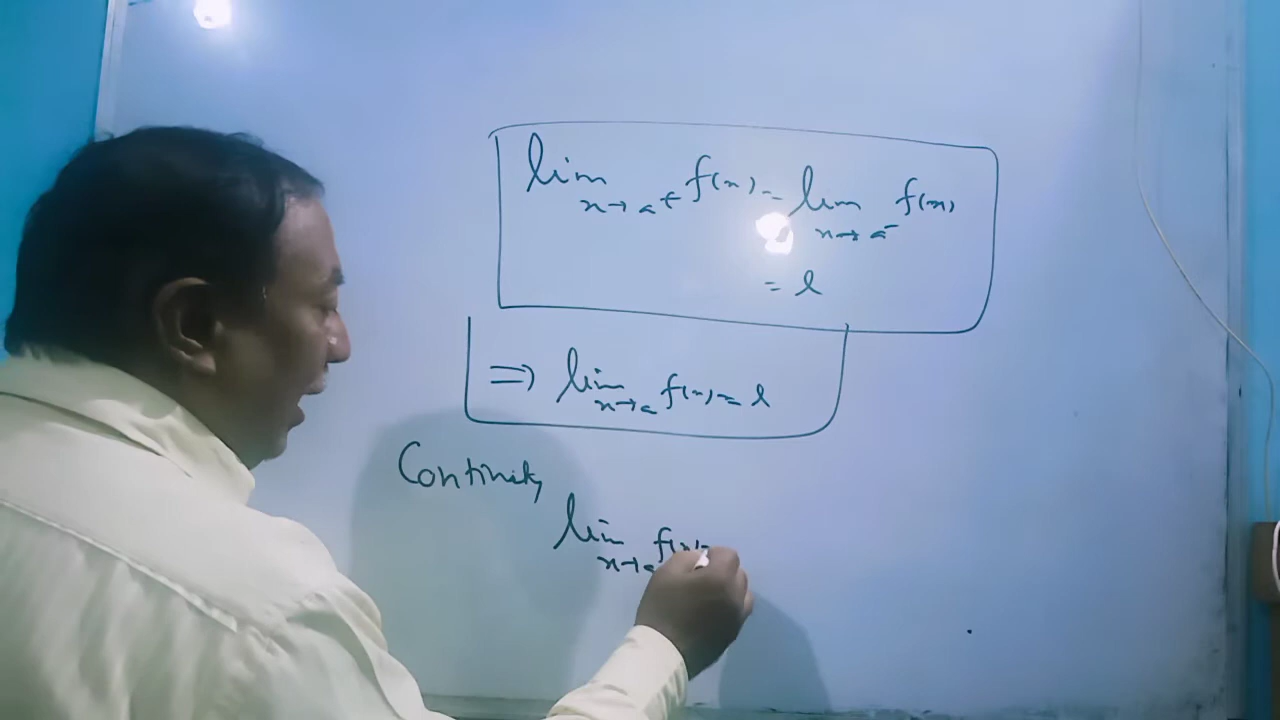 lim x→a⁺ f(x) = lim x→a⁻ f(x)
= l
⇒ lim x→a f(x) = l
Continuity
lim x→a f(x) =